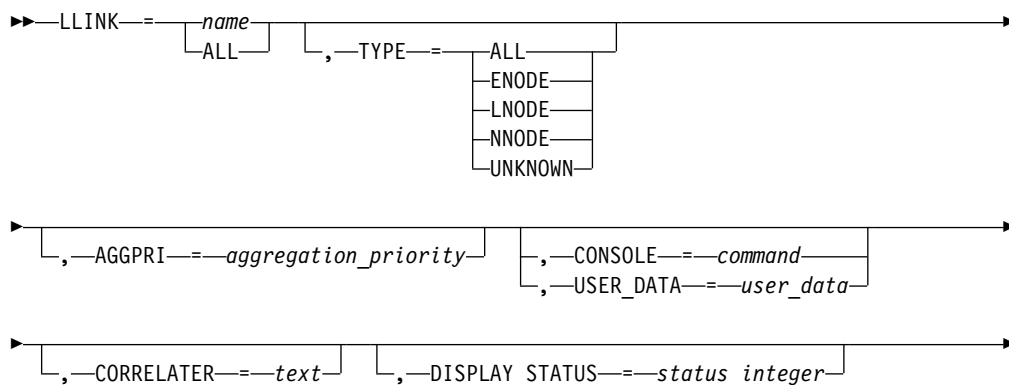 LLINK = name , TYPE = ALL
ALL ENODE
LNODE
NNODE
UNKNOWN
, AGGPRI = aggregation_priority , CONSOLE = command
, USER_DATA = user_data
, CORRELATER = text , DISPLAY STATUS = status integer